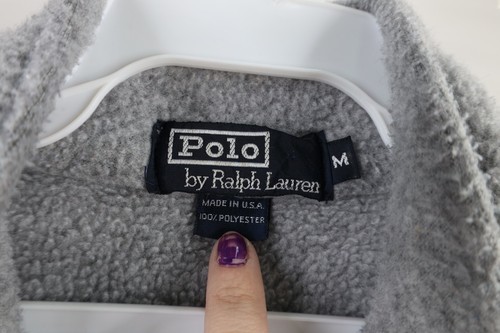 Polo
by Ralph Lauren
M
MADE IN U.S.A.
100% POLYESTER